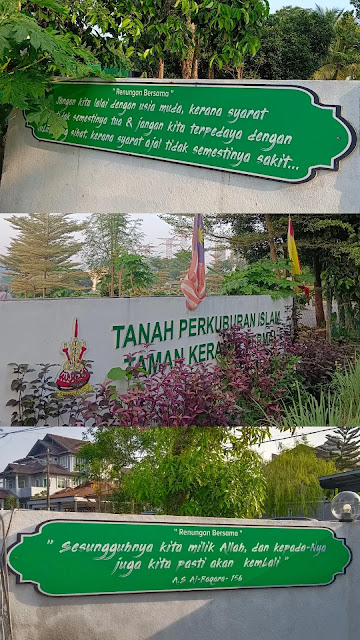 " Renungan Bersama "
Jangan kita lalai dengan usia muda, kerana syarat
tidak semestinya tua & jangan kita terpedaya dengan
sihat, kerana syarat ajal tidak semestinya sakit...
TANAH PERKUBURAN ISLAM
TAMAN
" Renungan Bersama "
" Sesungguhnya kita milik Allah, dan kepada-Nya
juga kita pasti akan kembali "
A.S Al-Baqara- 156